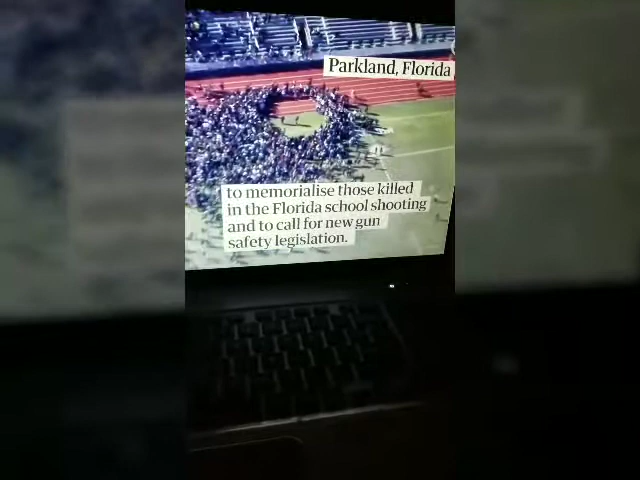 Parkland, Florida
to memorialise those killed
in the Florida school shooting
and to call for new gun
safety legislation.